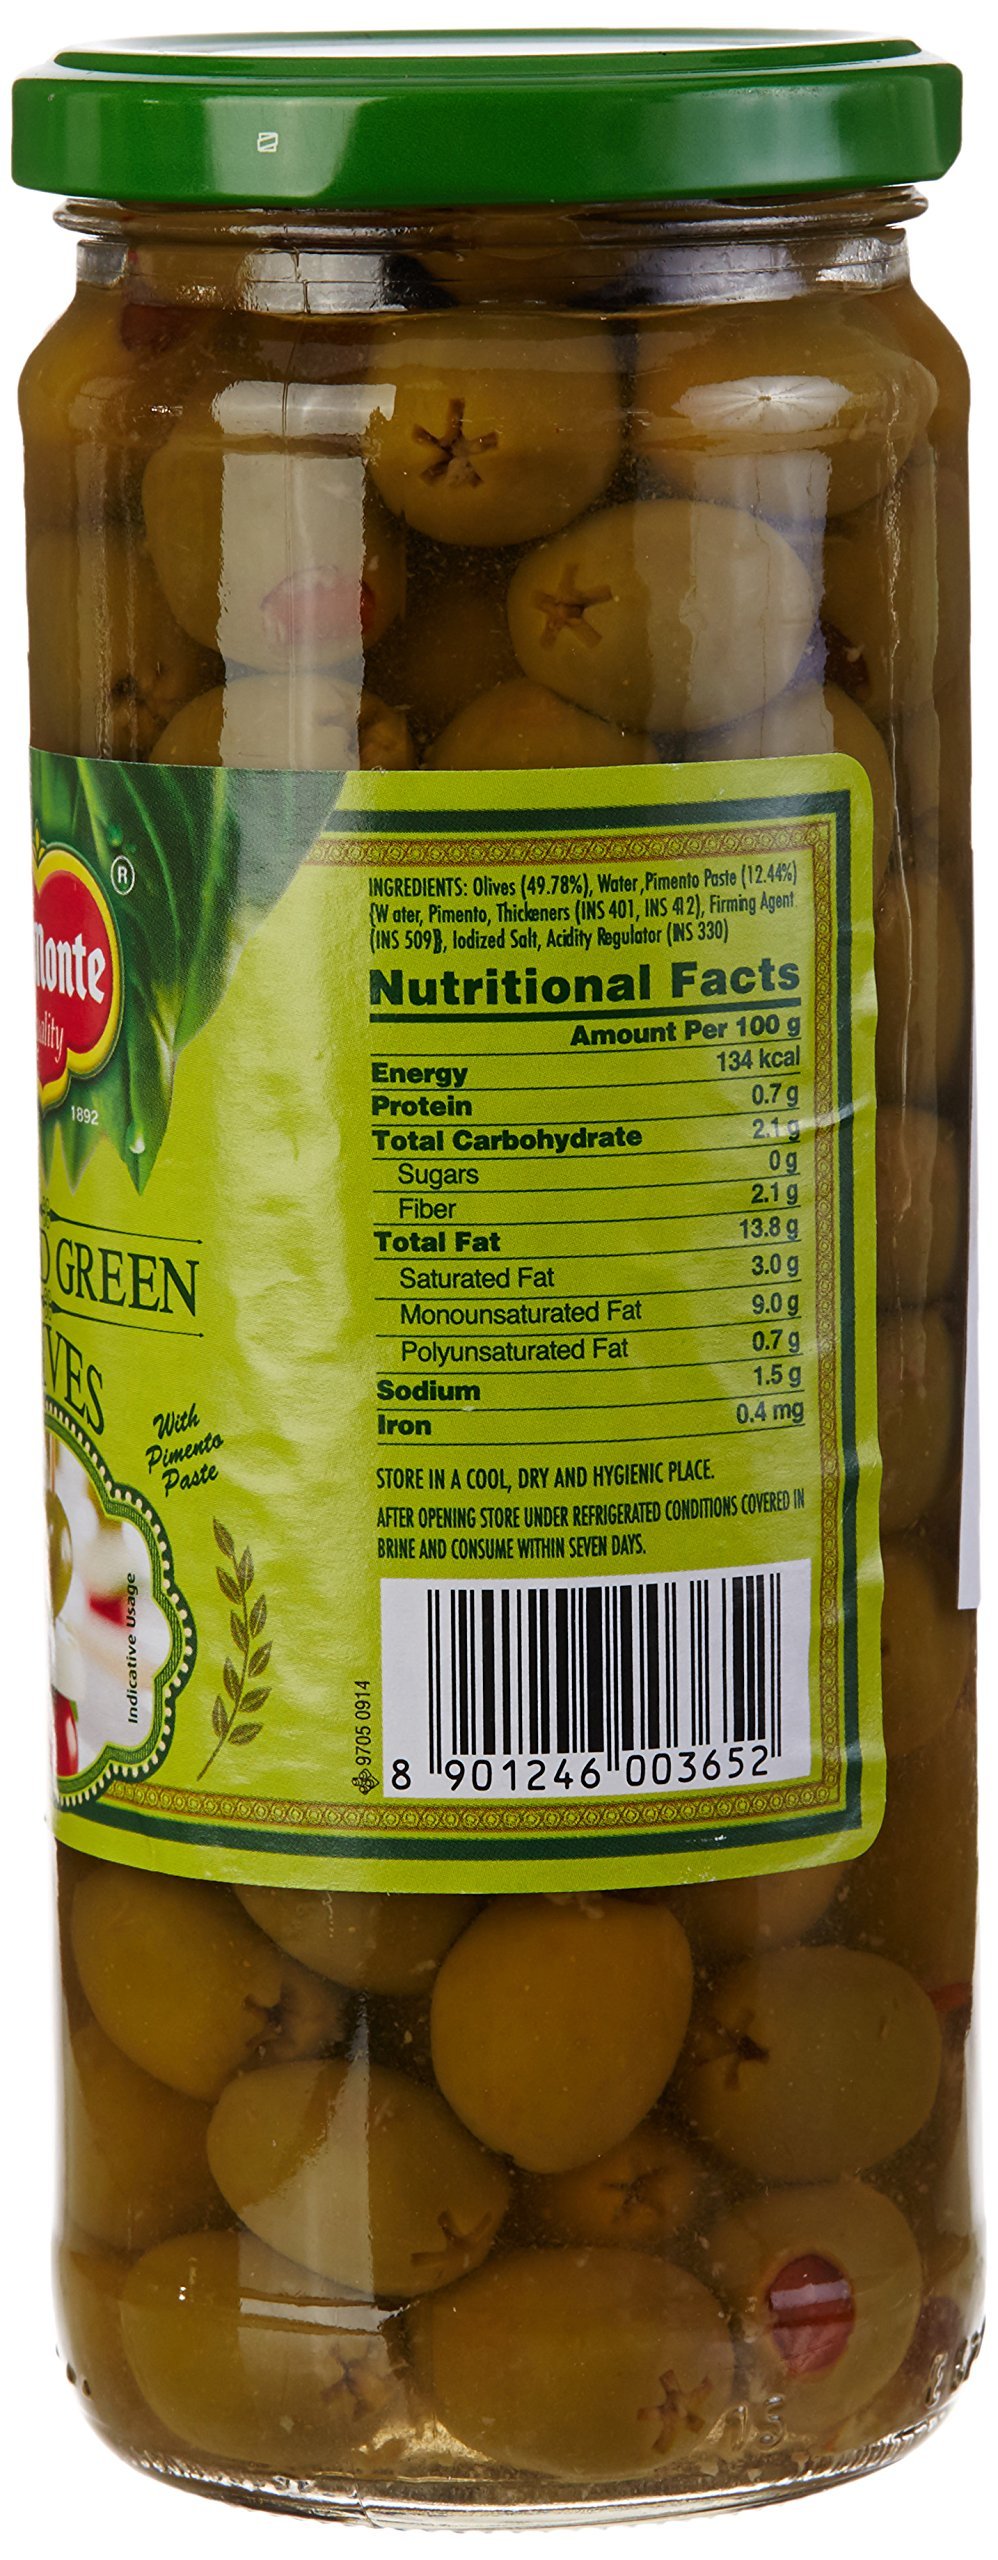 ®
Monte
ality
1892
GREEN
VES
With
Pimento
Paste
Indicative Usage
INGREDIENTS: Olives (49.78%), Water ,Pimento Paste (12.44%)
(W ater, Pimento, Thickeners (INS 401, INS 412), Firming Agent
(INS 509)), Iodized Salt, Acidity Regulator (INS 330)
Nutritional Facts
Amount Per 100 g
Energy 134 kcal
Protein 0.7 g
Total Carbohydrate 2.1 g
Sugars 0 g
Fiber 2.1 g
Total Fat 13.8 g
Saturated Fat 3.0 g
Monounsaturated Fat 9.0 g
Polyunsaturated Fat 0.7 g
Sodium 1.5 g
Iron 0.4 mg
STORE IN A COOL, DRY AND HYGIENIC PLACE.
AFTER OPENING STORE UNDER REFRIGERATED CONDITIONS COVERED IN
BRINE AND CONSUME WITHIN SEVEN DAYS.
9705 0914
8 901246 003652
15